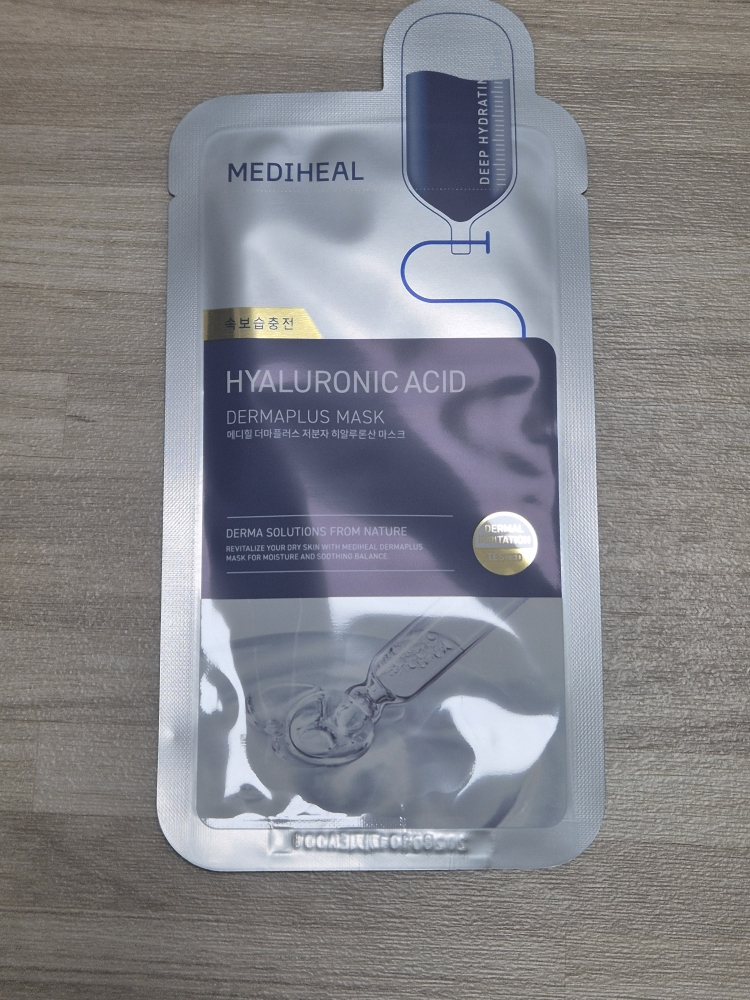 DEEP HYDRATIN
MEDIHEAL
속보습충전
HYALURONIC ACID
DERMAPLUS MASK
메디힐 더마플러스 저분자 히알루론산 마스크
DERMA SOLUTIONS FROM NATURE
REVITALIZE YOUR DRY SKIN WITH MEDIHEAL DERMAPLUS
MASK FOR MOISTURE AND SOOTHING BALANCE.
DERMAL
IRRITATION